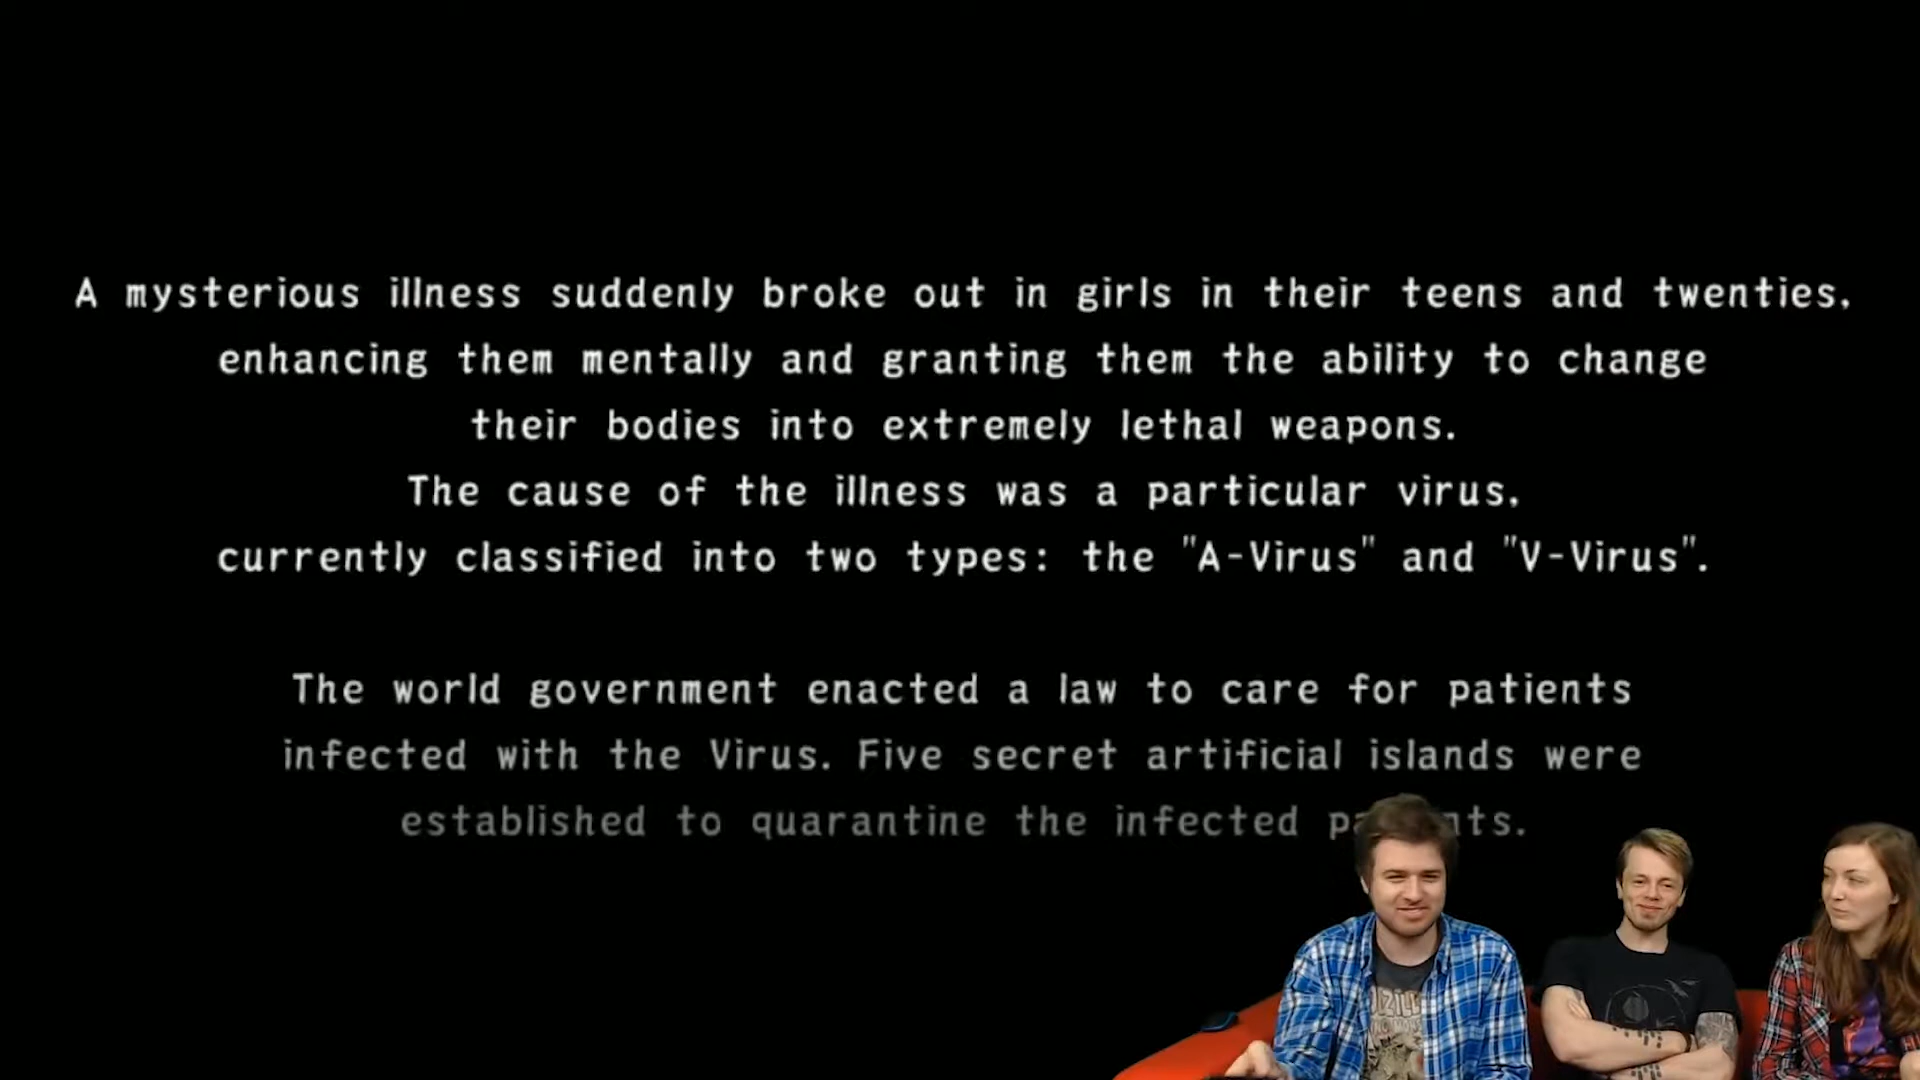 A mysterious illness suddenly broke out in girls in their teens and twenties,
enhancing them mentally and granting them the ability to change
their bodies into extremely lethal weapons.
The cause of the illness was a particular virus,
currently classified into two types: the "A-Virus" and "V-Virus".
The world government enacted a law to care for patients
infected with the Virus. Five secret artificial islands were
established to quarantine the infected